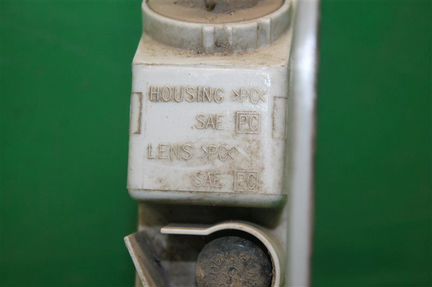 HOUSING >PC<
SAE PC
LENS >PC<
SAE PC